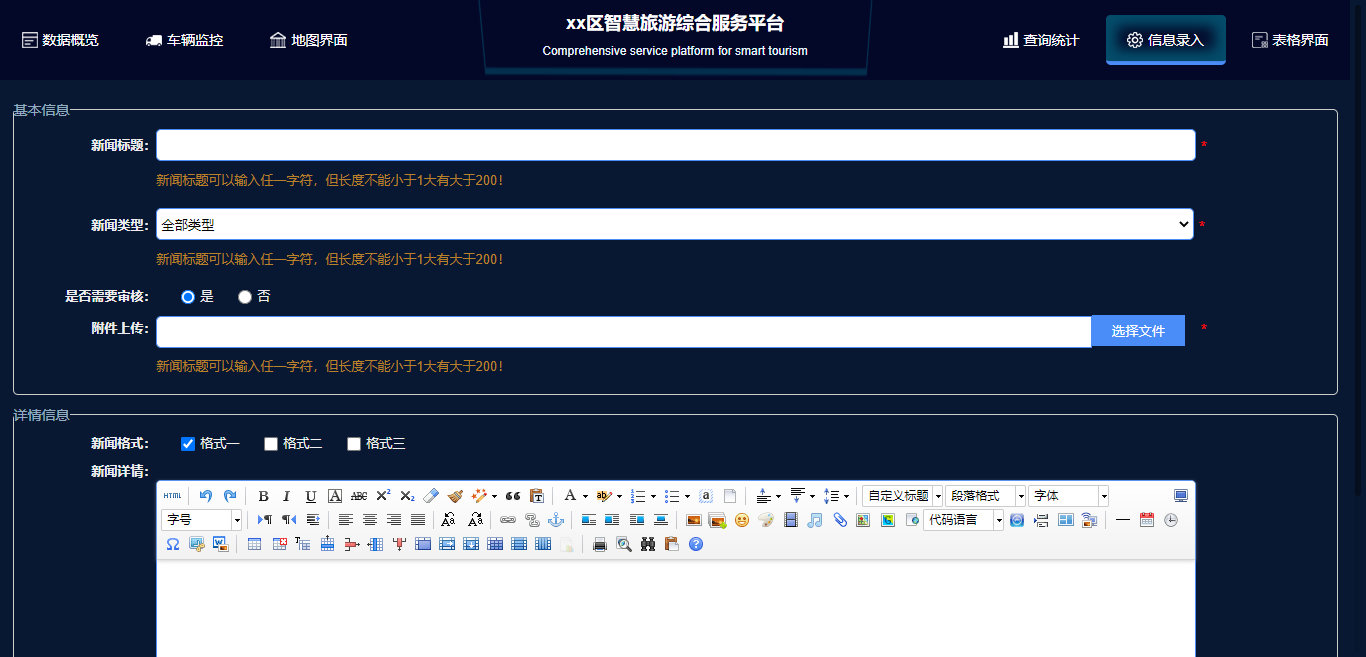 数据概览
车辆监控
地图界面
xx区智慧旅游综合服务平台
Comprehensive service platform for smart tourism
查询统计
信息录入
表格界面
基本信息
新闻标题:
*
新闻标题可以输入任一字符，但长度不能小于1大有大于200!
新闻类型:
全部类型
*
新闻标题可以输入任一字符，但长度不能小于1大有大于200!
是否需要审核:
是
否
附件上传:
选择文件
*
新闻标题可以输入任一字符，但长度不能小于1大有大于200!
详情信息
新闻格式:
格式一
格式二
格式三
新闻详情:
HTML
B I U A ABC X² X₂
T
A
ab
a
自定义标题
段落格式
字体
字号
代码语言